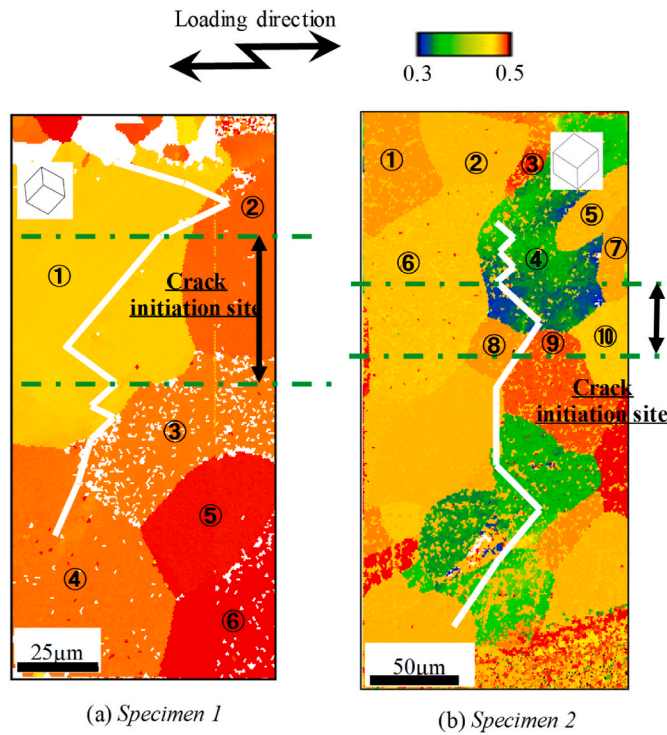 Loading direction
0.3 0.5
①
②
Crack
initiation site
③
④
⑤
⑥
25μm
(a) Specimen 1
①
②
③
④
⑤
⑥
⑦
⑧
⑨
⑩
Crack
initiation site
50μm
(b) Specimen 2